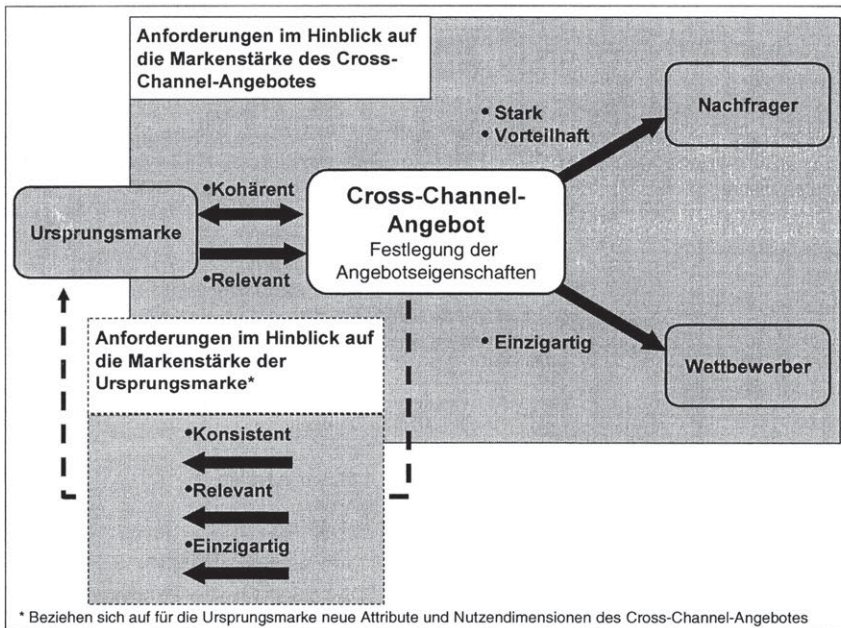 Anforderungen im Hinblick auf
die Markenstärke des Cross-
Channel-Angebotes
Nachfrager
• Stark
• Vorteilhaft
•Kohärent
Ursprungsmarke
Cross-Channel-
Angebot
Festlegung der
Angebotseigenschaften
•Relevant
Anforderungen im Hinblick auf
die Markenstärke der
Ursprungsmarke*
• Einzigartig
Wettbewerber
•Konsistent
•Relevant
•Einzigartig
* Beziehen sich auf für die Ursprungsmarke neue Attribute und Nutzendimensionen des Cross-Channel-Angebotes